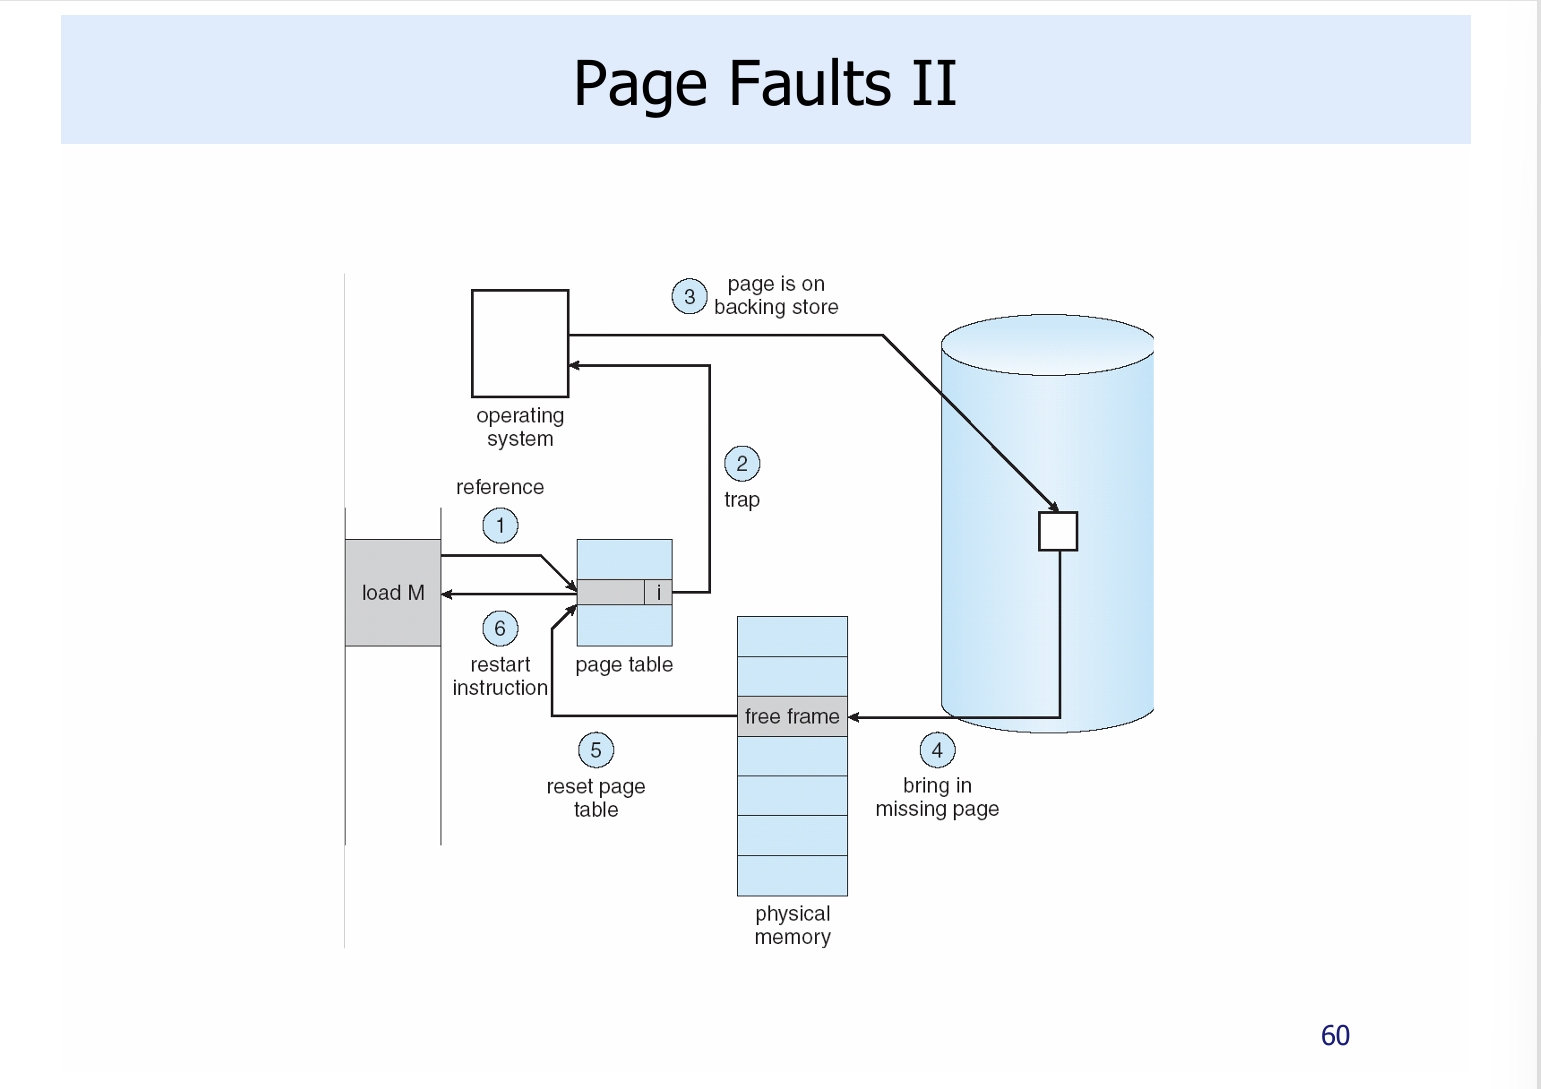 Page Faults II
3
page is on
backing store
operating
system
2
trap
reference
1
load M
i
6
restart
instruction
page table
free frame
5
reset page
table
4
bring in
missing page
physical
memory
60